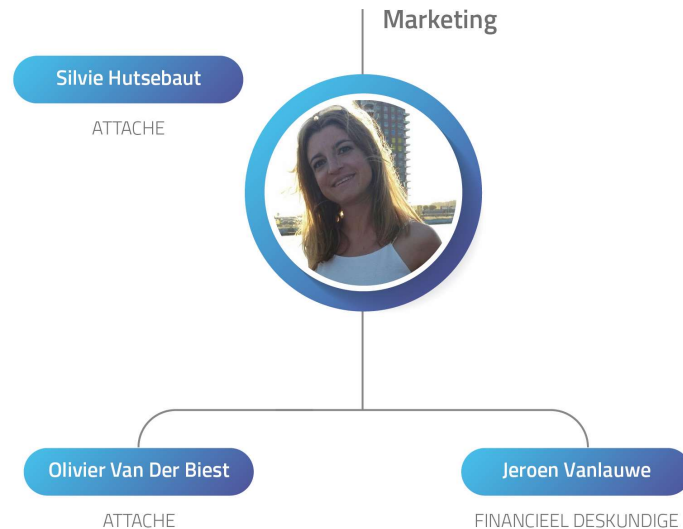 Marketing
Silvie Hutsebaut
ATTACHE
Olivier Van Der Biest
ATTACHE
Jeroen Vanlauwe
FINANCIEEL DESKUNDIGE